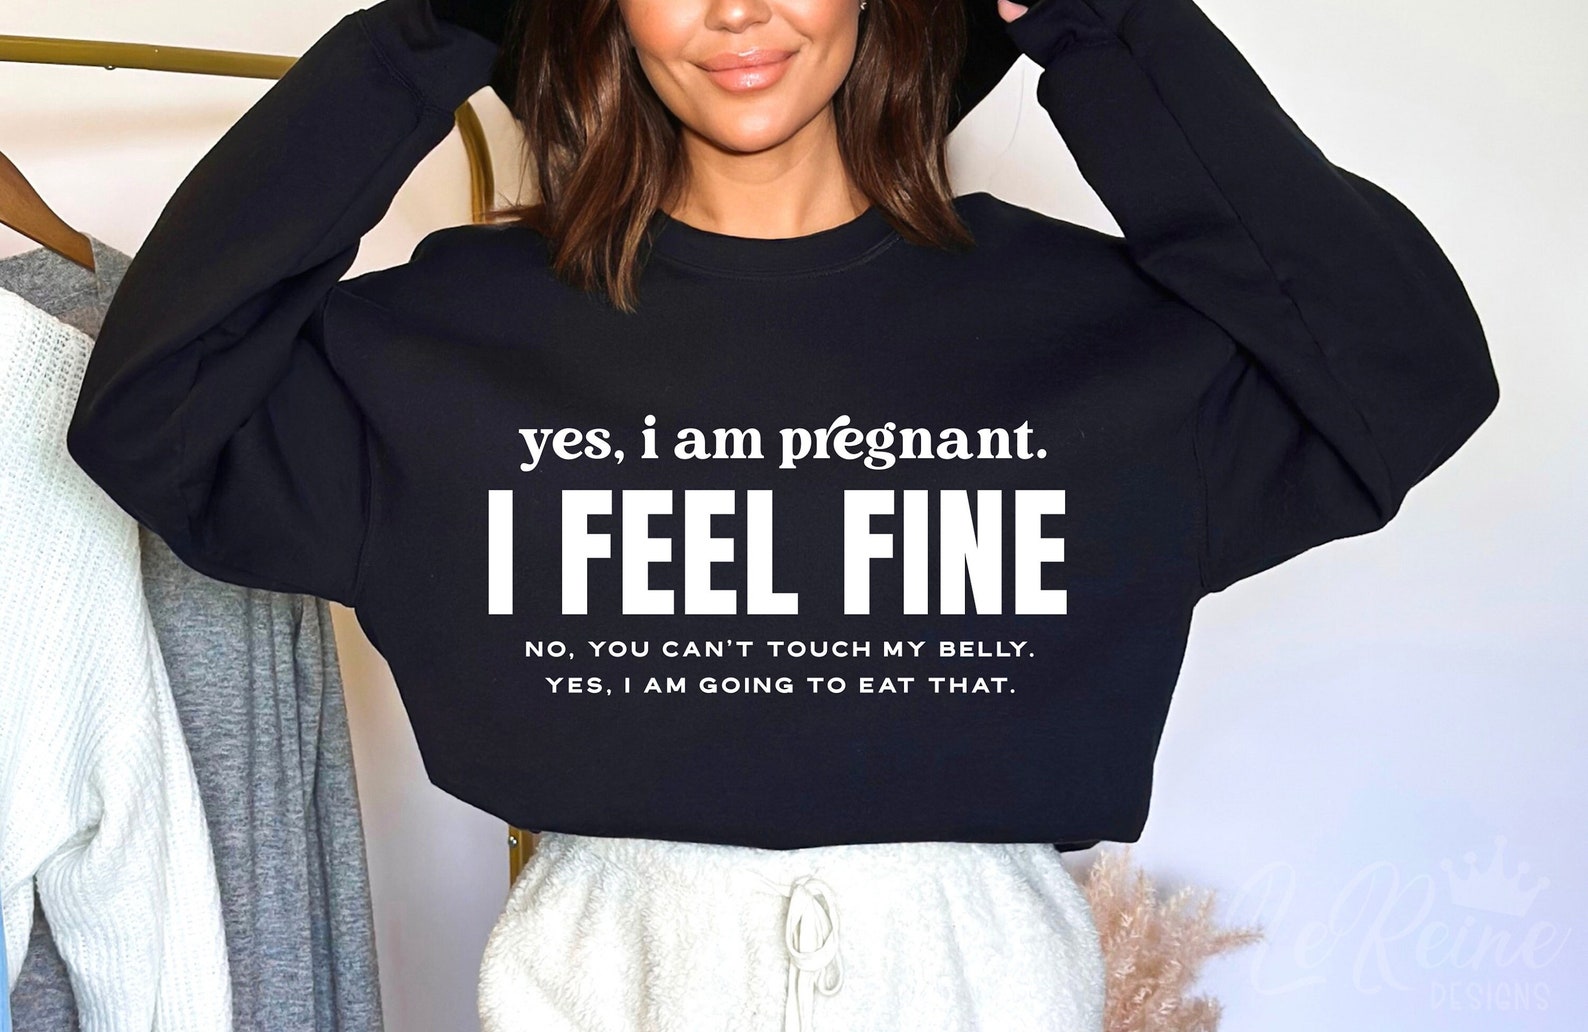 yes, i am pregnant.
I FEEL FINE
NO, YOU CAN'T TOUCH MY BELLY.
YES, I AM GOING TO EAT THAT.
LeReine
DESIGNS